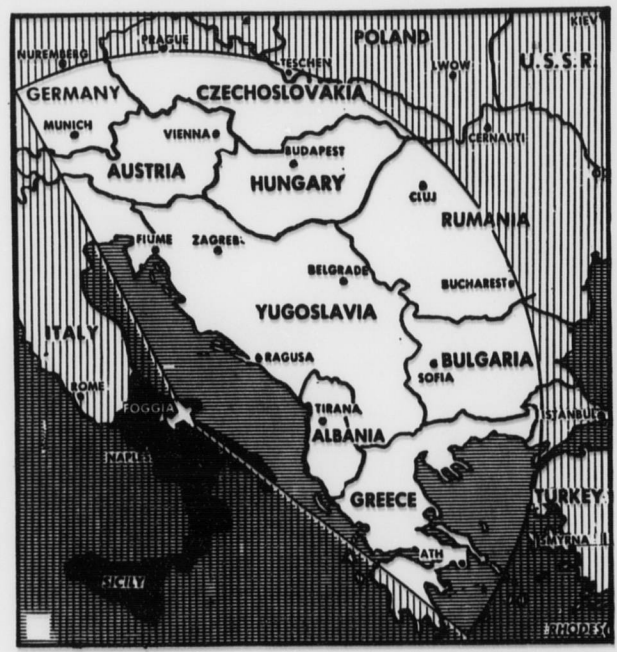 KIEV
PRAGUE
POLAND
NUREMBERG
TESCHEN
LWOW
U.S.S.R.
GERMANY
CZECHOSLOVAKIA
MUNICH
VIENNA
CERNAUTI
BUDAPEST
AUSTRIA
HUNGARY
CLUJ
RUMANIA
FIUME
ZAGREB
BELGRADE
BUCHAREST
YUGOSLAVIA
ITALY
RAGUSA
BULGARIA
SOFIA
ROME
FOGGIA
TIRANA
ISTANBUL
ALBANIA
NAPLES
GREECE
TURKEY
SMYRNA
ATH
SICILY
RHODES